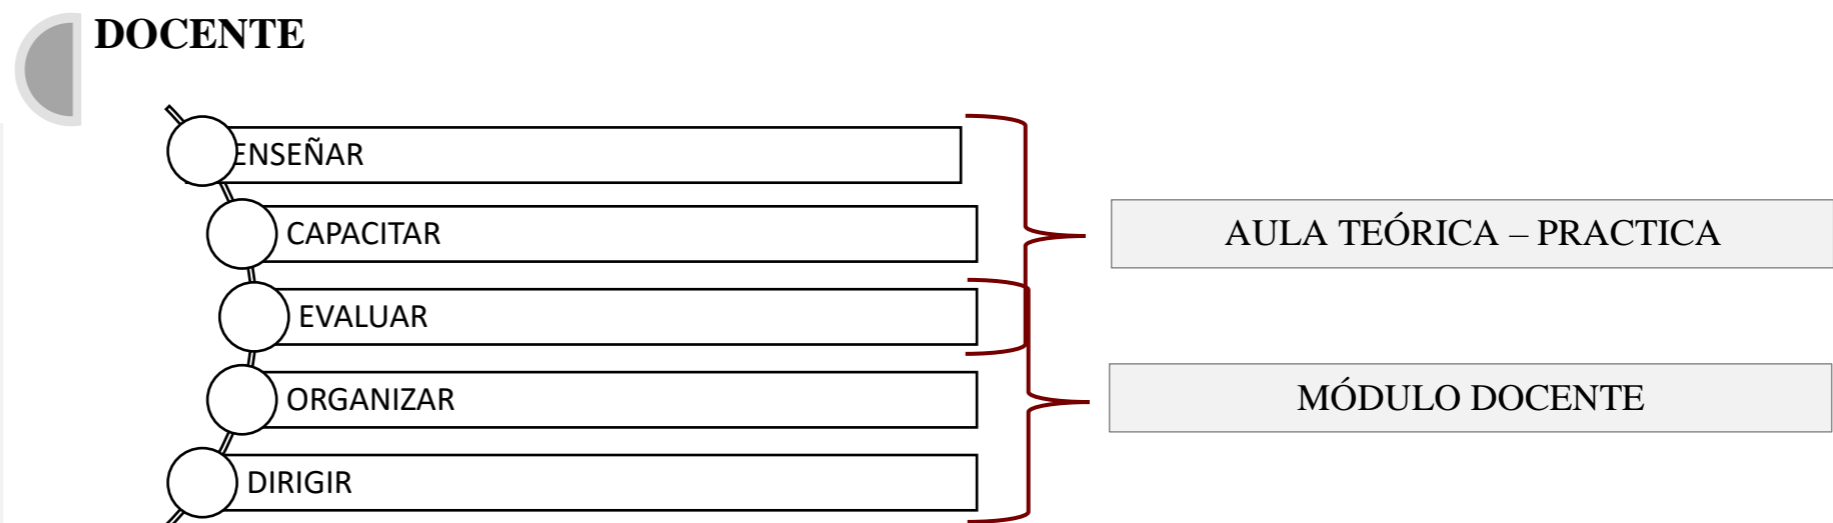 DOCENTE
ENSEÑAR
CAPACITAR
EVALUAR
ORGANIZAR
DIRIGIR
AULA TEÓRICA – PRACTICA
MÓDULO DOCENTE